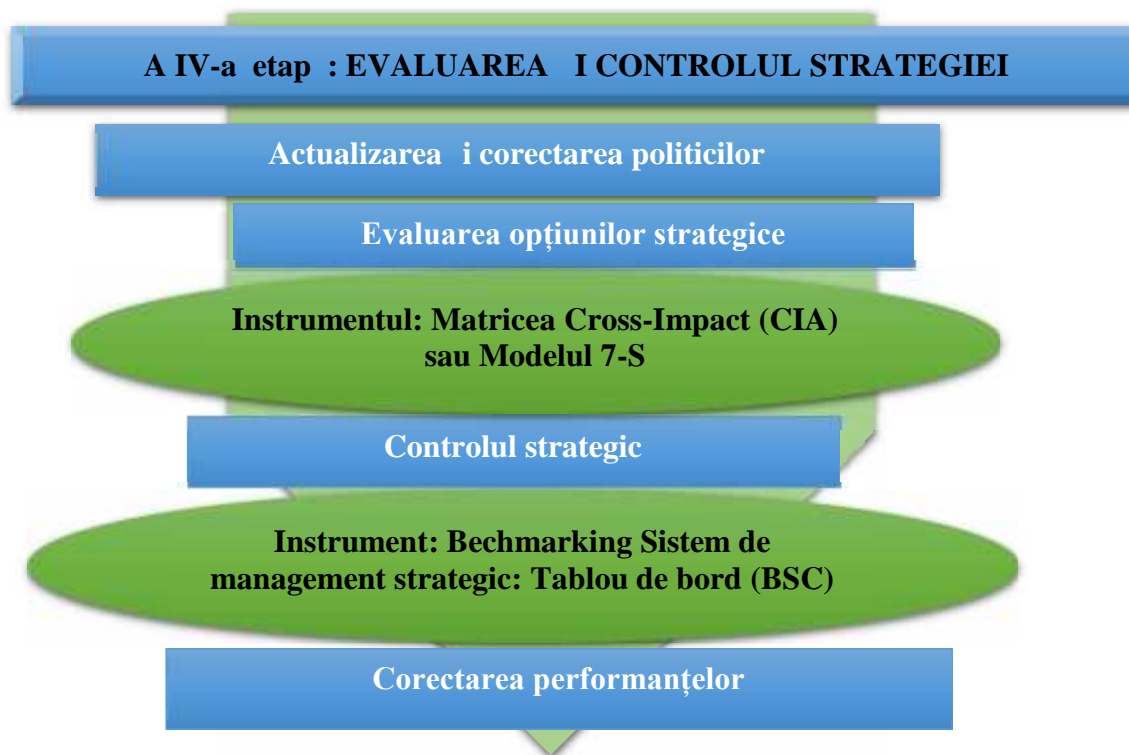 A IV-a etap : EVALUAREA I CONTROLUL STRATEGIEI
Actualizarea i corectarea politicilor
Evaluarea opțiunilor strategice
Instrumentul: Matricea Cross-Impact (CIA)
sau Modelul 7-S
Controlul strategic
Instrument: Bechmarking Sistem de
management strategic: Tablou de bord (BSC)
Corectarea performanțelor